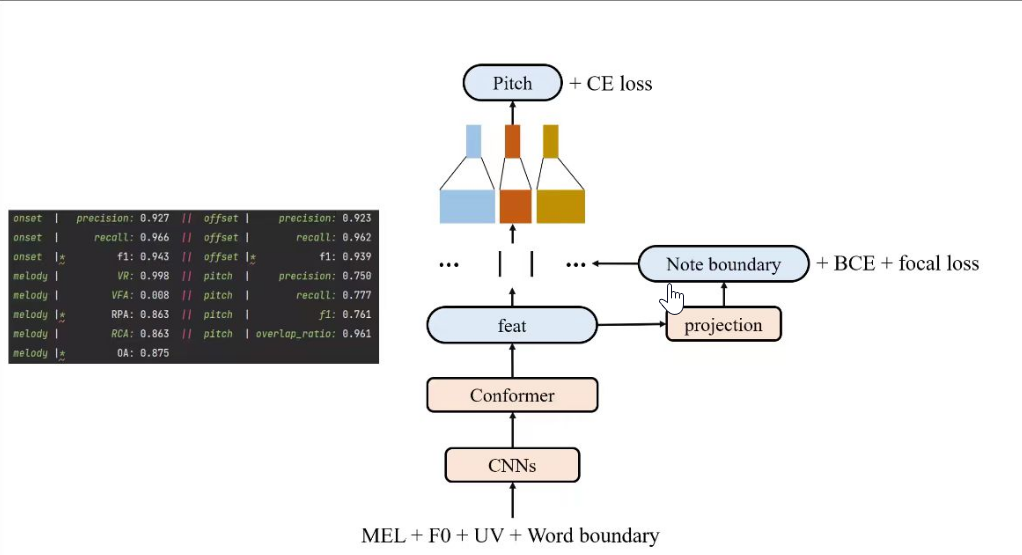 Pitch + CE loss
onset | precision: 0.927 || offset | precision: 0.923
onset | recall: 0.966 || offset | recall: 0.962
onset |* f1: 0.943 || offset |* f1: 0.939
melody | VR: 0.998 || pitch | precision: 0.750
melody | VFA: 0.008 || pitch | recall: 0.777
melody |* RPA: 0.863 || pitch | f1: 0.761
melody | RCA: 0.863 || pitch | overlap_ratio: 0.961
melody |* OA: 0.875
... | | ...
Note boundary + BCE + focal loss
feat
projection
Conformer
CNNs
MEL + F0 + UV + Word boundary